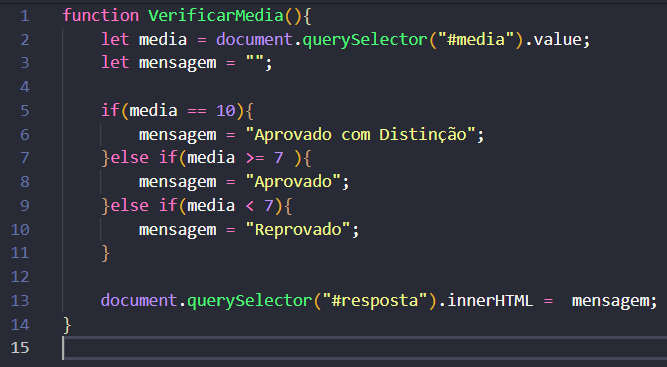 1 function VerificarMedia(){
2     let media = document.querySelector("#media").value;
3     let mensagem = "";
4
5     if(media == 10){
6         mensagem = "Aprovado com Distinção";
7     }else if(media >= 7 ){
8         mensagem = "Aprovado";
9     }else if(media < 7){
10         mensagem = "Reprovado";
11     }
12
13     document.querySelector("#resposta").innerHTML =  mensagem;
14 }
15